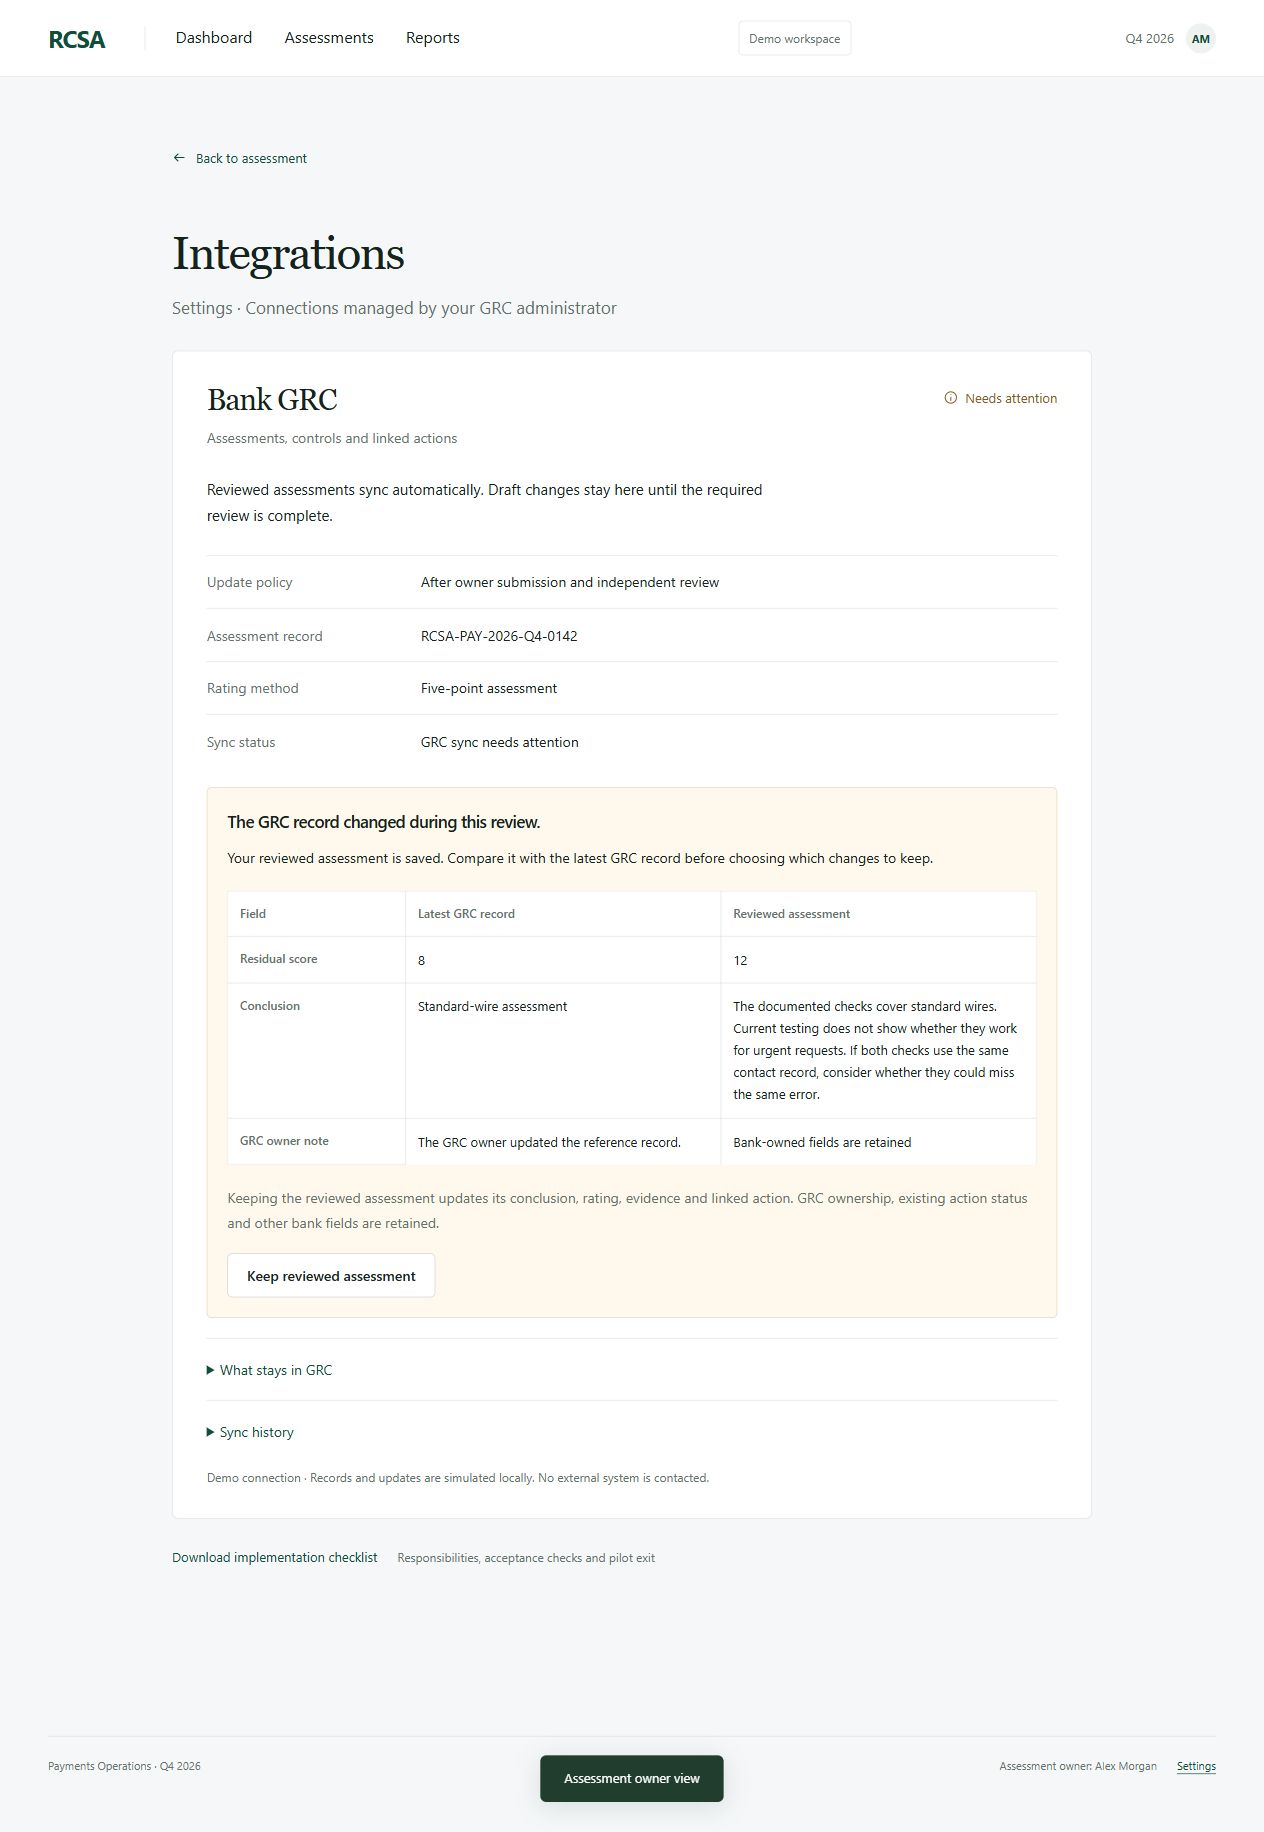 RCSA
Dashboard
Assessments
Reports
Demo workspace
Q4 2026
AM
← Back to assessment
Integrations
Settings · Connections managed by your GRC administrator
Bank GRC
Needs attention
Assessments, controls and linked actions
Reviewed assessments sync automatically. Draft changes stay here until the required
review is complete.
Update policy
After owner submission and independent review
Assessment record
RCSA-PAY-2026-Q4-0142
Rating method
Five-point assessment
Sync status
GRC sync needs attention
The GRC record changed during this review.
Your reviewed assessment is saved. Compare it with the latest GRC record before choosing which changes to keep.
Field
Latest GRC record
Reviewed assessment
Residual score
8
12
Conclusion
Standard-wire assessment
The documented checks cover standard wires.
Current testing does not show whether they work
for urgent requests. If both checks use the same
contact record, consider whether they could miss
the same error.
GRC owner note
The GRC owner updated the reference record.
Bank-owned fields are retained
Keeping the reviewed assessment updates its conclusion, rating, evidence and linked action. GRC ownership, existing action status
and other bank fields are retained.
Keep reviewed assessment
What stays in GRC
Sync history
Demo connection · Records and updates are simulated locally. No external system is contacted.
Download implementation checklist
Responsibilities, acceptance checks and pilot exit
Payments Operations · Q4 2026
Assessment owner view
Assessment owner: Alex Morgan
Settings